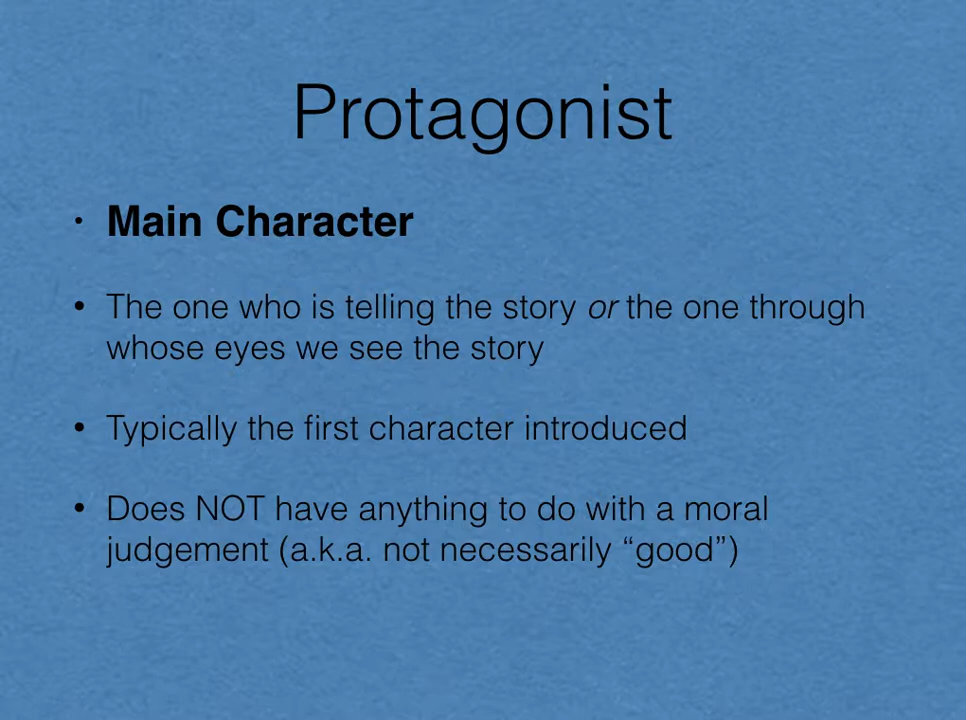 Protagonist
• Main Character
• The one who is telling the story or the one through
whose eyes we see the story
• Typically the first character introduced
• Does NOT have anything to do with a moral
judgement (a.k.a. not necessarily “good”)